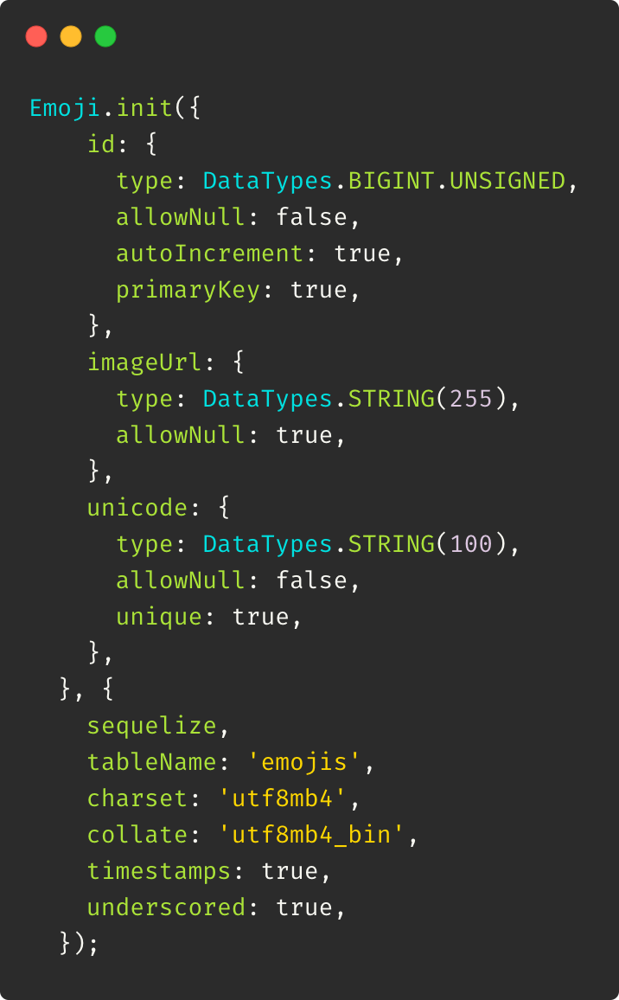 Emoji.init({
    id: {
      type: DataTypes.BIGINT.UNSIGNED,
      allowNull: false,
      autoIncrement: true,
      primaryKey: true,
    },
    imageUrl: {
      type: DataTypes.STRING(255),
      allowNull: true,
    },
    unicode: {
      type: DataTypes.STRING(100),
      allowNull: false,
      unique: true,
    },
  }, {
    sequelize,
    tableName: 'emojis',
    charset: 'utf8mb4',
    collate: 'utf8mb4_bin',
    timestamps: true,
    underscored: true,
  });